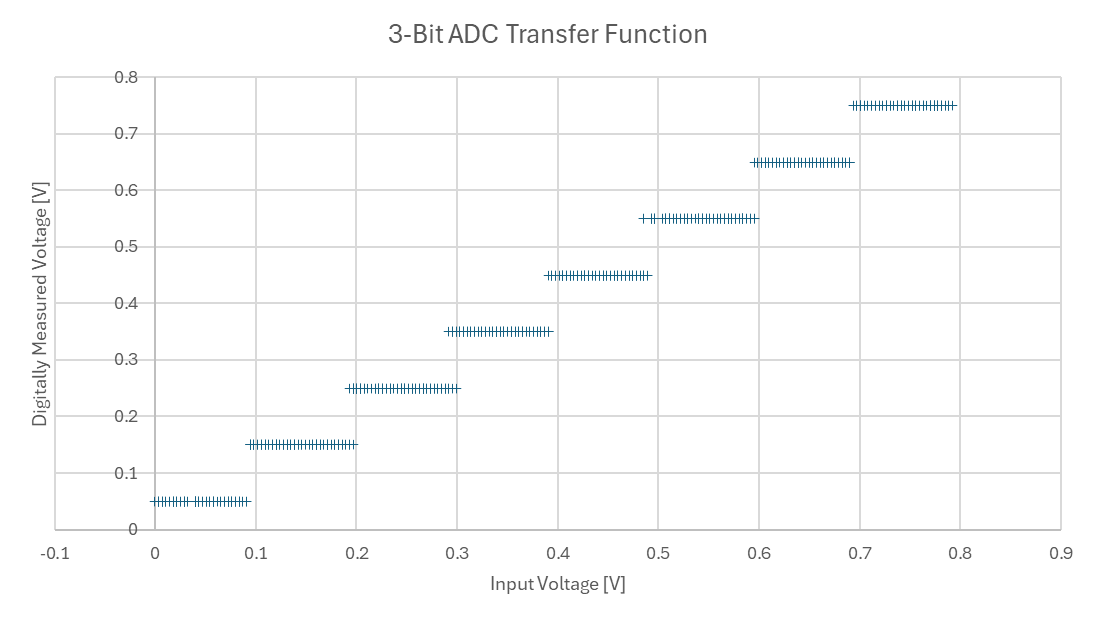 3-Bit ADC Transfer Function
Digitally Measured Voltage [V]
0.8
0.7
0.6
0.5
0.4
0.3
0.2
0.1
0
-0.1 0 0.1 0.2 0.3 0.4 0.5 0.6 0.7 0.8 0.9
Input Voltage [V]